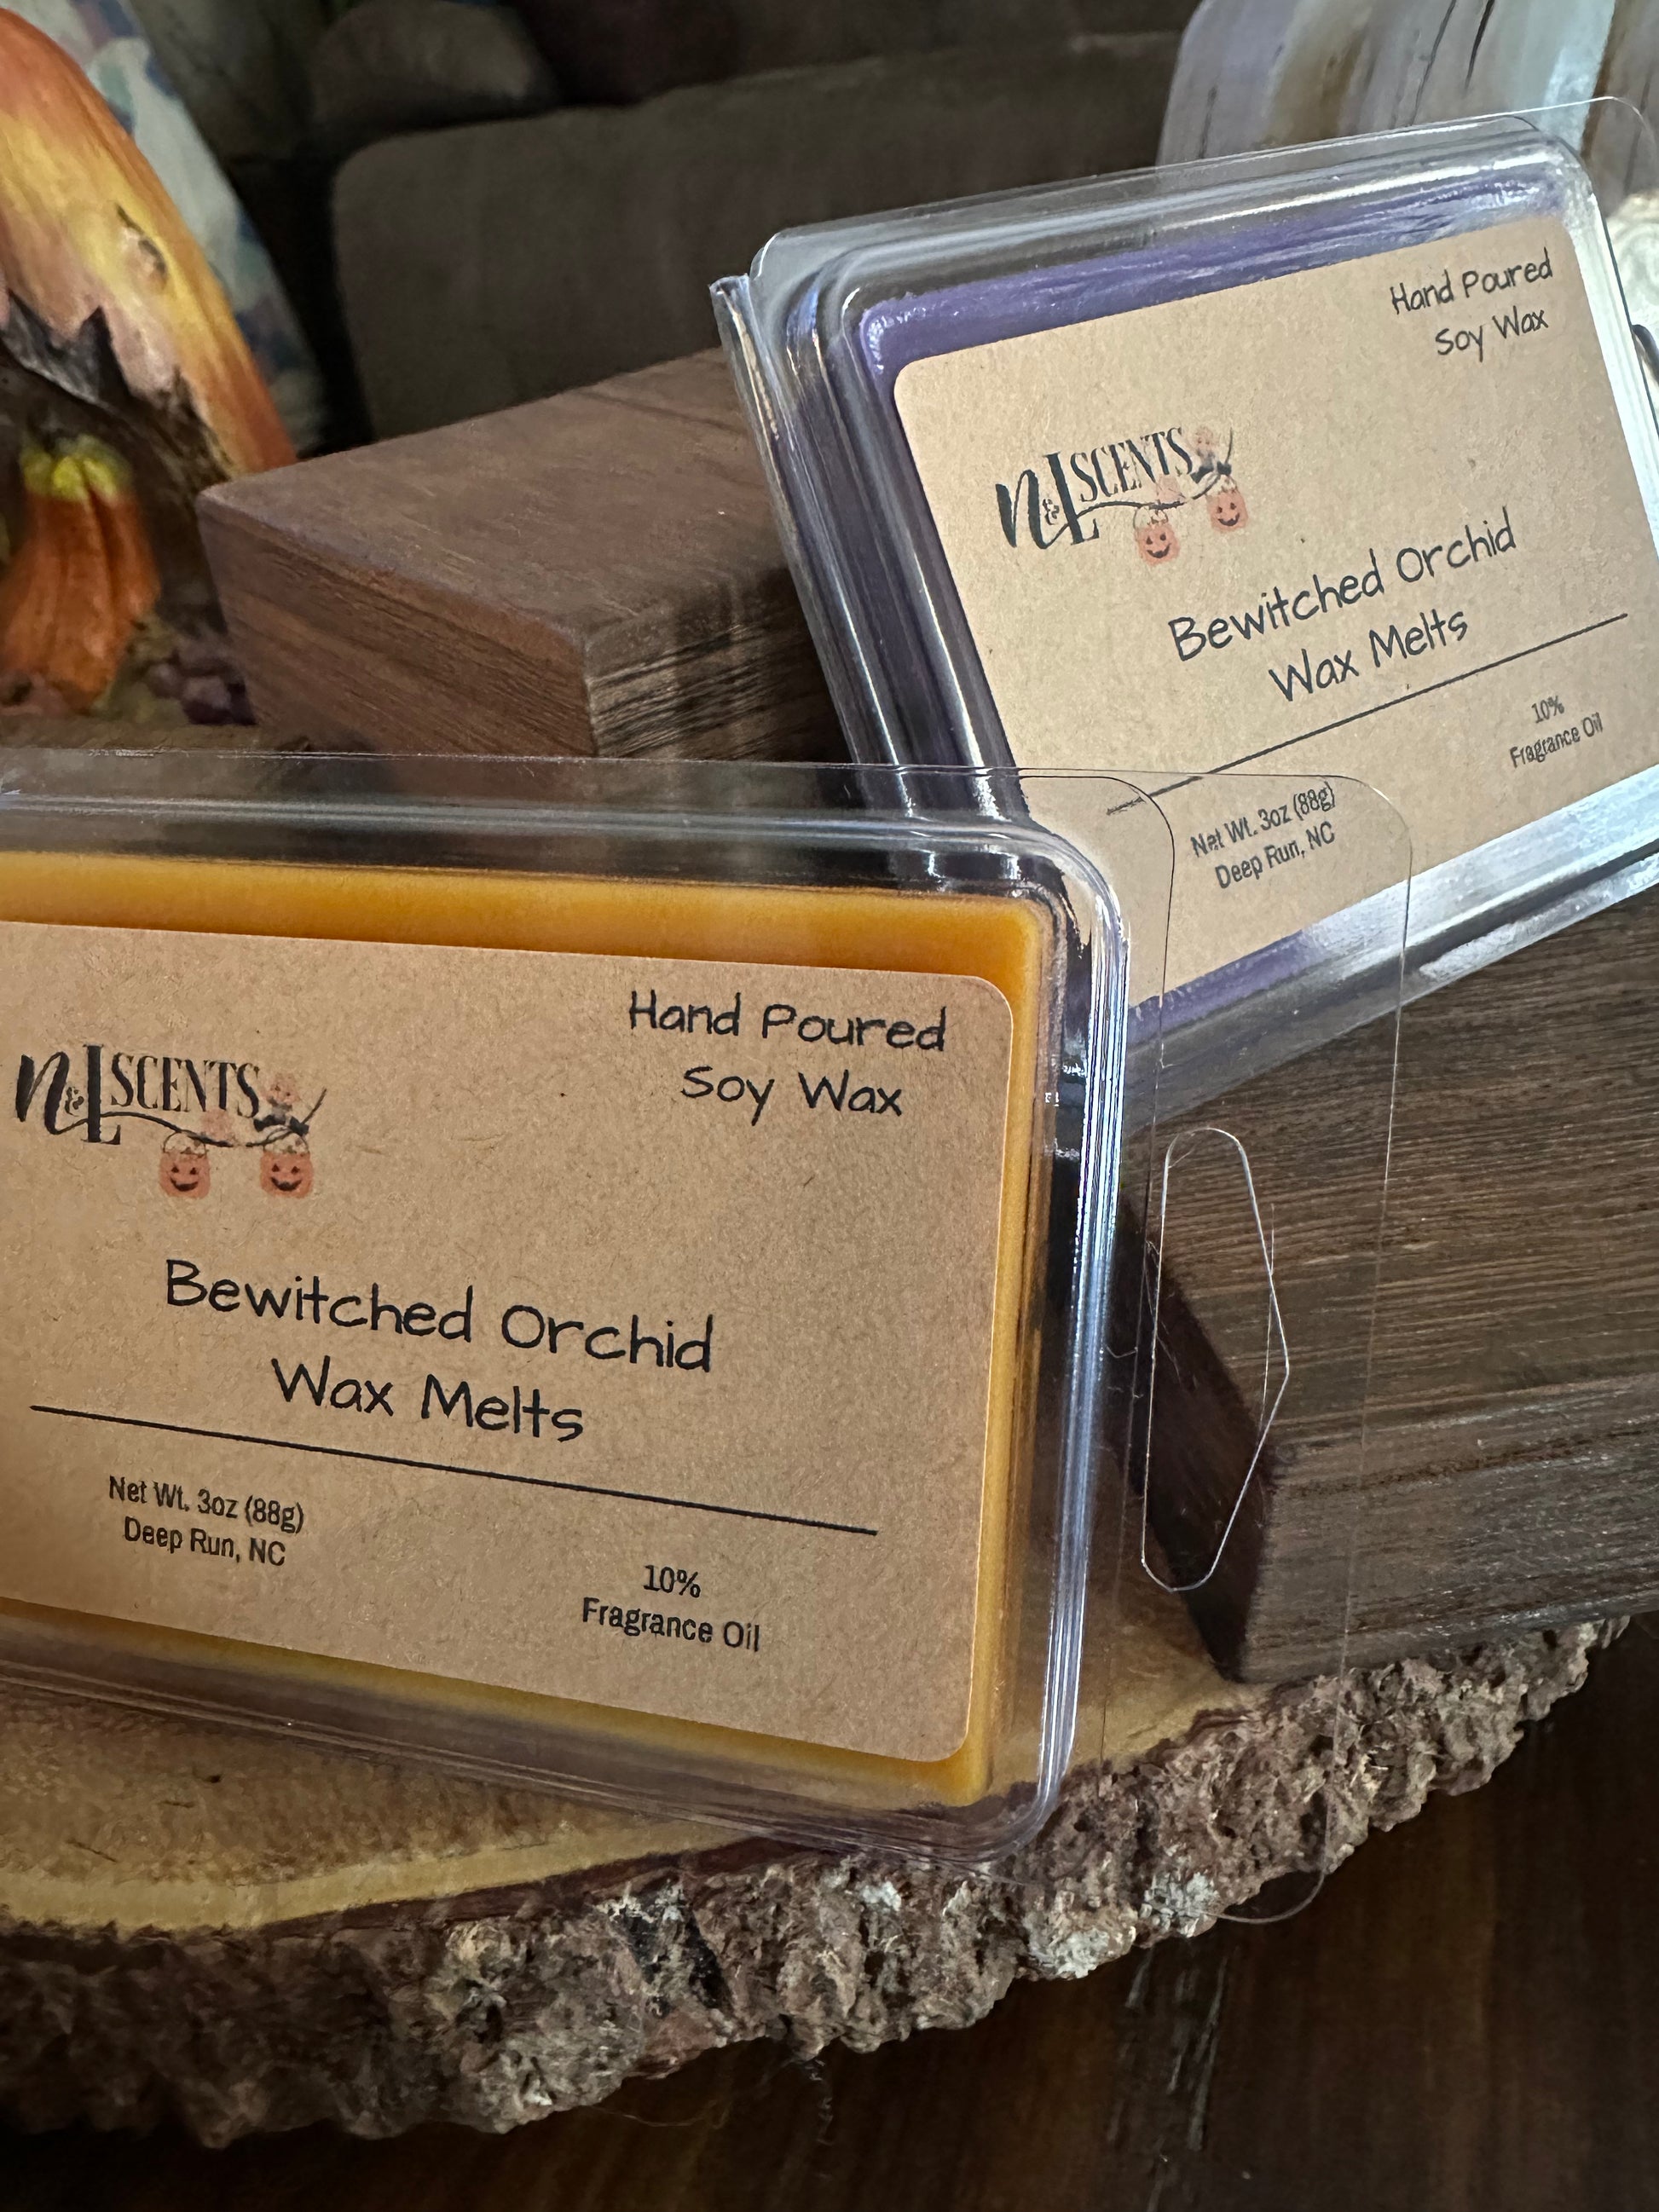 Hand Poured
Soy Wax
n&L SCENTS
Bewitched Orchid
Wax Melts
10%
Fragrance Oil
Net Wt. 3oz (88g)
Deep Run, NC
Hand Poured
Soy Wax
n&L SCENTS
Bewitched Orchid
Wax Melts
Net Wt. 3oz (88g)
Deep Run, NC
10%
Fragrance Oil